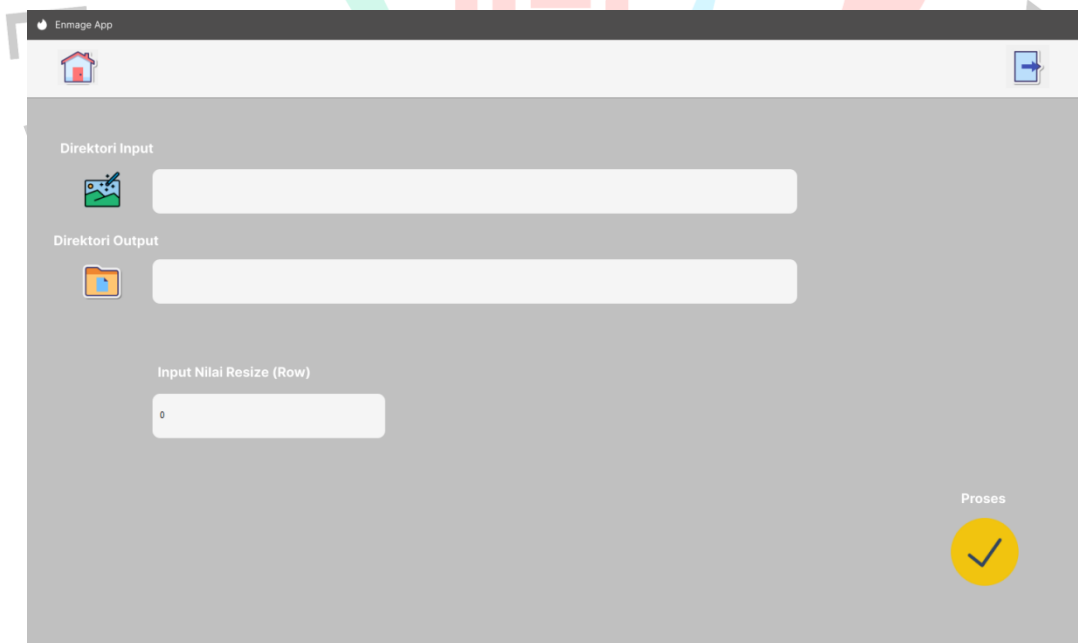 Enmage App
Direktori Input
Direktori Output
Input Nilai Resize (Row)
0
Proses